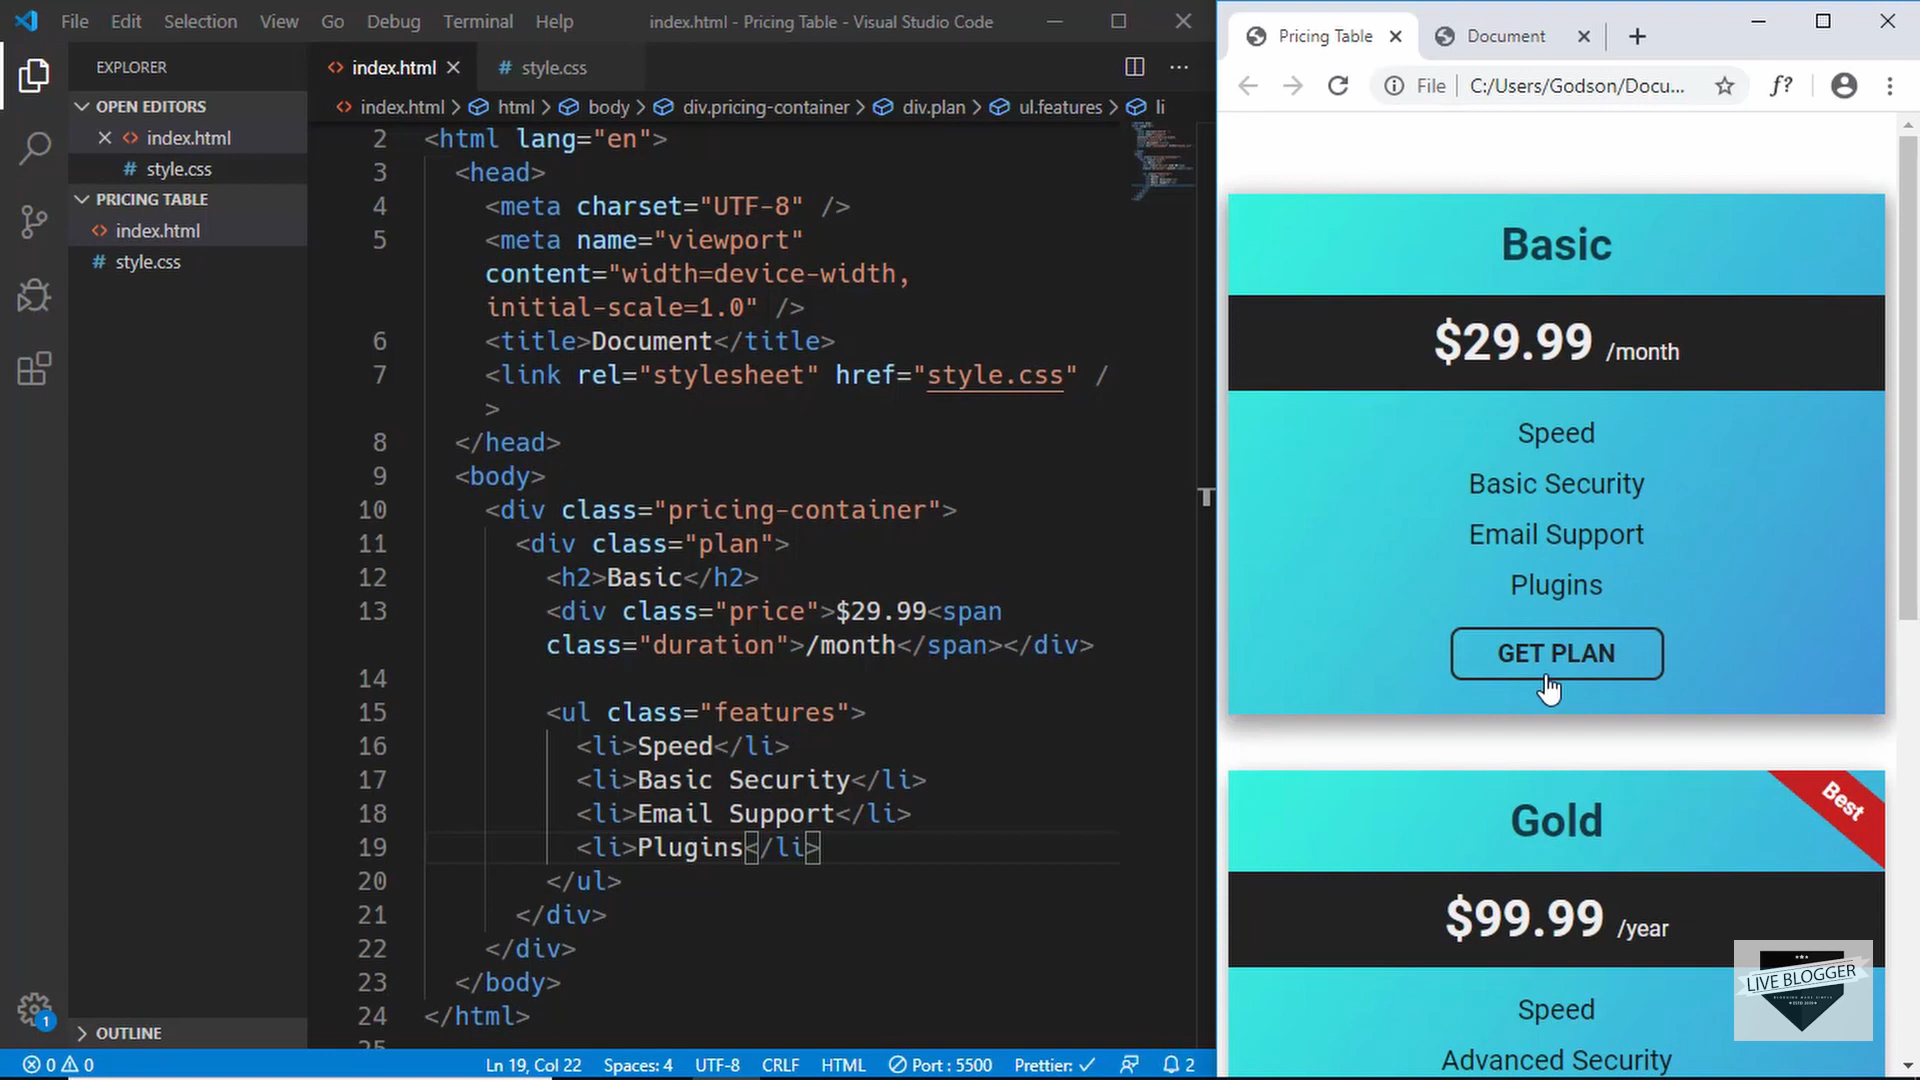 File Edit Selection View Go Debug Terminal Help
index.html - Pricing Table - Visual Studio Code
EXPLORER
OPEN EDITORS
index.html
# style.css
PRICING TABLE
<> index.html
# style.css
OUTLINE
1
<> index.html
# style.css
<> index.html > html > body > div.pricing-container > div.plan > ul.features > li
2 <html lang="en">
3 <head>
4 <meta charset="UTF-8" />
5 <meta name="viewport"
content="width=device-width,
initial-scale=1.0" />
6 <title>Document</title>
7 <link rel="stylesheet" href="style.css" /
>
8 </head>
9 <body>
10 <div class="pricing-container">
11 <div class="plan">
12 <h2>Basic</h2>
13 <div class="price">$29.99<span
class="duration">/month</span></div>
14
15 <ul class="features">
16 <li>Speed</li>
17 <li>Basic Security</li>
18 <li>Email Support</li>
19 <li>Plugins</li>
20 </ul>
21 </div>
22 </div>
23 </body>
24 </html>
25
0 0
Ln 19, Col 22 Spaces: 4 UTF-8 CRLF HTML Port : 5500 Prettier: ✓ 2
Pricing Table
Document
File | C:/Users/Godson/Docu... f?
Basic
$29.99 /month
Speed
Basic Security
Email Support
Plugins
GET PLAN
Best
Gold
$99.99 /year
Speed
Advanced Security
LIVE BLOGGER